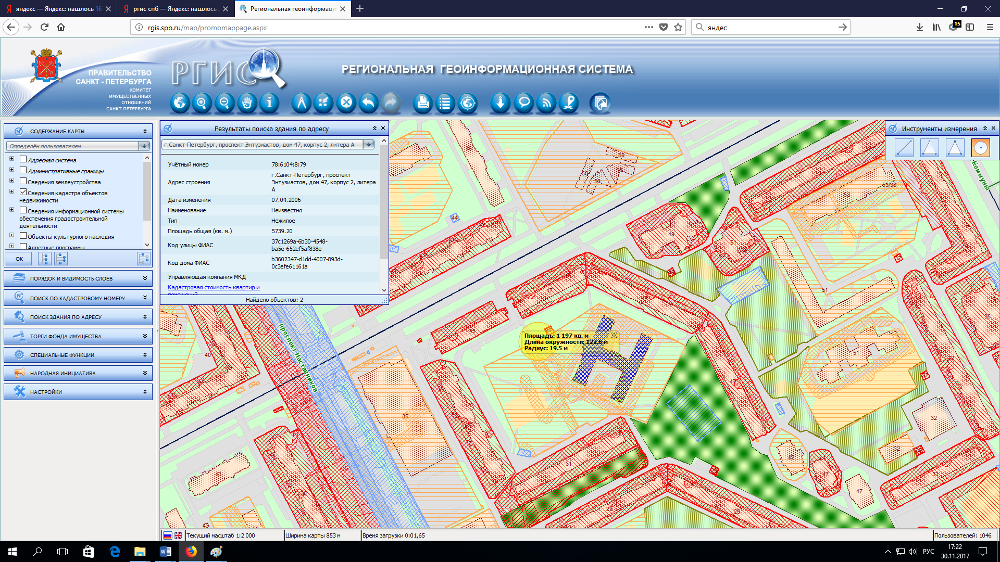 яндекс — Яндекс: нашлось 16
ргис спб — Яндекс: нашлось
Региональная геоинформаци
rgis.spb.ru/map/promomappage.aspx
яндес
15
ПРАВИТЕЛЬСТВО
САНКТ - ПЕТЕРБУРГА
КОМИТЕТ
ИМУЩЕСТВЕННЫХ
ОТНОШЕНИЙ
САНКТ-ПЕТЕРБУРГА
РГИС
РЕГИОНАЛЬНАЯ ГЕОИНФОРМАЦИОННАЯ СИСТЕМА
СОДЕРЖАНИЕ КАРТЫ
Определён пользователем
Адресная система
Административные границы
Сведения землеустройства
Сведения кадастра объектов
недвижимости
Сведения информационной системы
обеспечения градостроительной
деятельности
Объекты культурного наследия
Адресные программы
ОК
ПОРЯДОК И ВИДИМОСТЬ СЛОЕВ
ПОИСК ПО КАДАСТРОВОМУ НОМЕРУ
ПОИСК ЗДАНИЯ ПО АДРЕСУ
ТОРГИ ФОНДА ИМУЩЕСТВА
СПЕЦИАЛЬНЫЕ ФУНКЦИИ
НАРОДНАЯ ИНИЦИАТИВА
НАСТРОЙКИ
Результаты поиска здания по адресу
г.Санкт-Петербург, проспект Энтузиастов, дом 47, корпус 2, литера А
Учётный номер 78:6104:8:79
Адрес строения г.Санкт-Петербург, проспект
Энтузиастов, дом 47, корпус 2, литера
А
Дата изменения 07.04.2006
Наименование Неизвестно
Тип Нежилое
Площадь общая (кв. м.) 5739.20
Код улицы ФИАС 37c1269a-6b30-4548-
ba5e-652ef5af838e
Код дома ФИАС b3602347-d1dd-4007-893d-
0c3efe61161a
Управляющая компания МКД
Кадастровая стоимость квартир и
помещений
Найдено объектов: 2
Инструменты измерения
Коммуны
46
50
50
50
50
53/38
53
44
49
51
47
47
51
36
45
40
проспект Наставников
Площадь: 1 197 кв. м
Длина окружности: 122.6 м
Радиус: 19.5 м
47
51
35
45
32
32
32
43
31
47
47
47
32
29
Текущий масштаб 1:2 000
Ширина карты 853 м
Время загрузки 0:01,65
Пользователей: 1046
РУС
17:22
30.11.2017